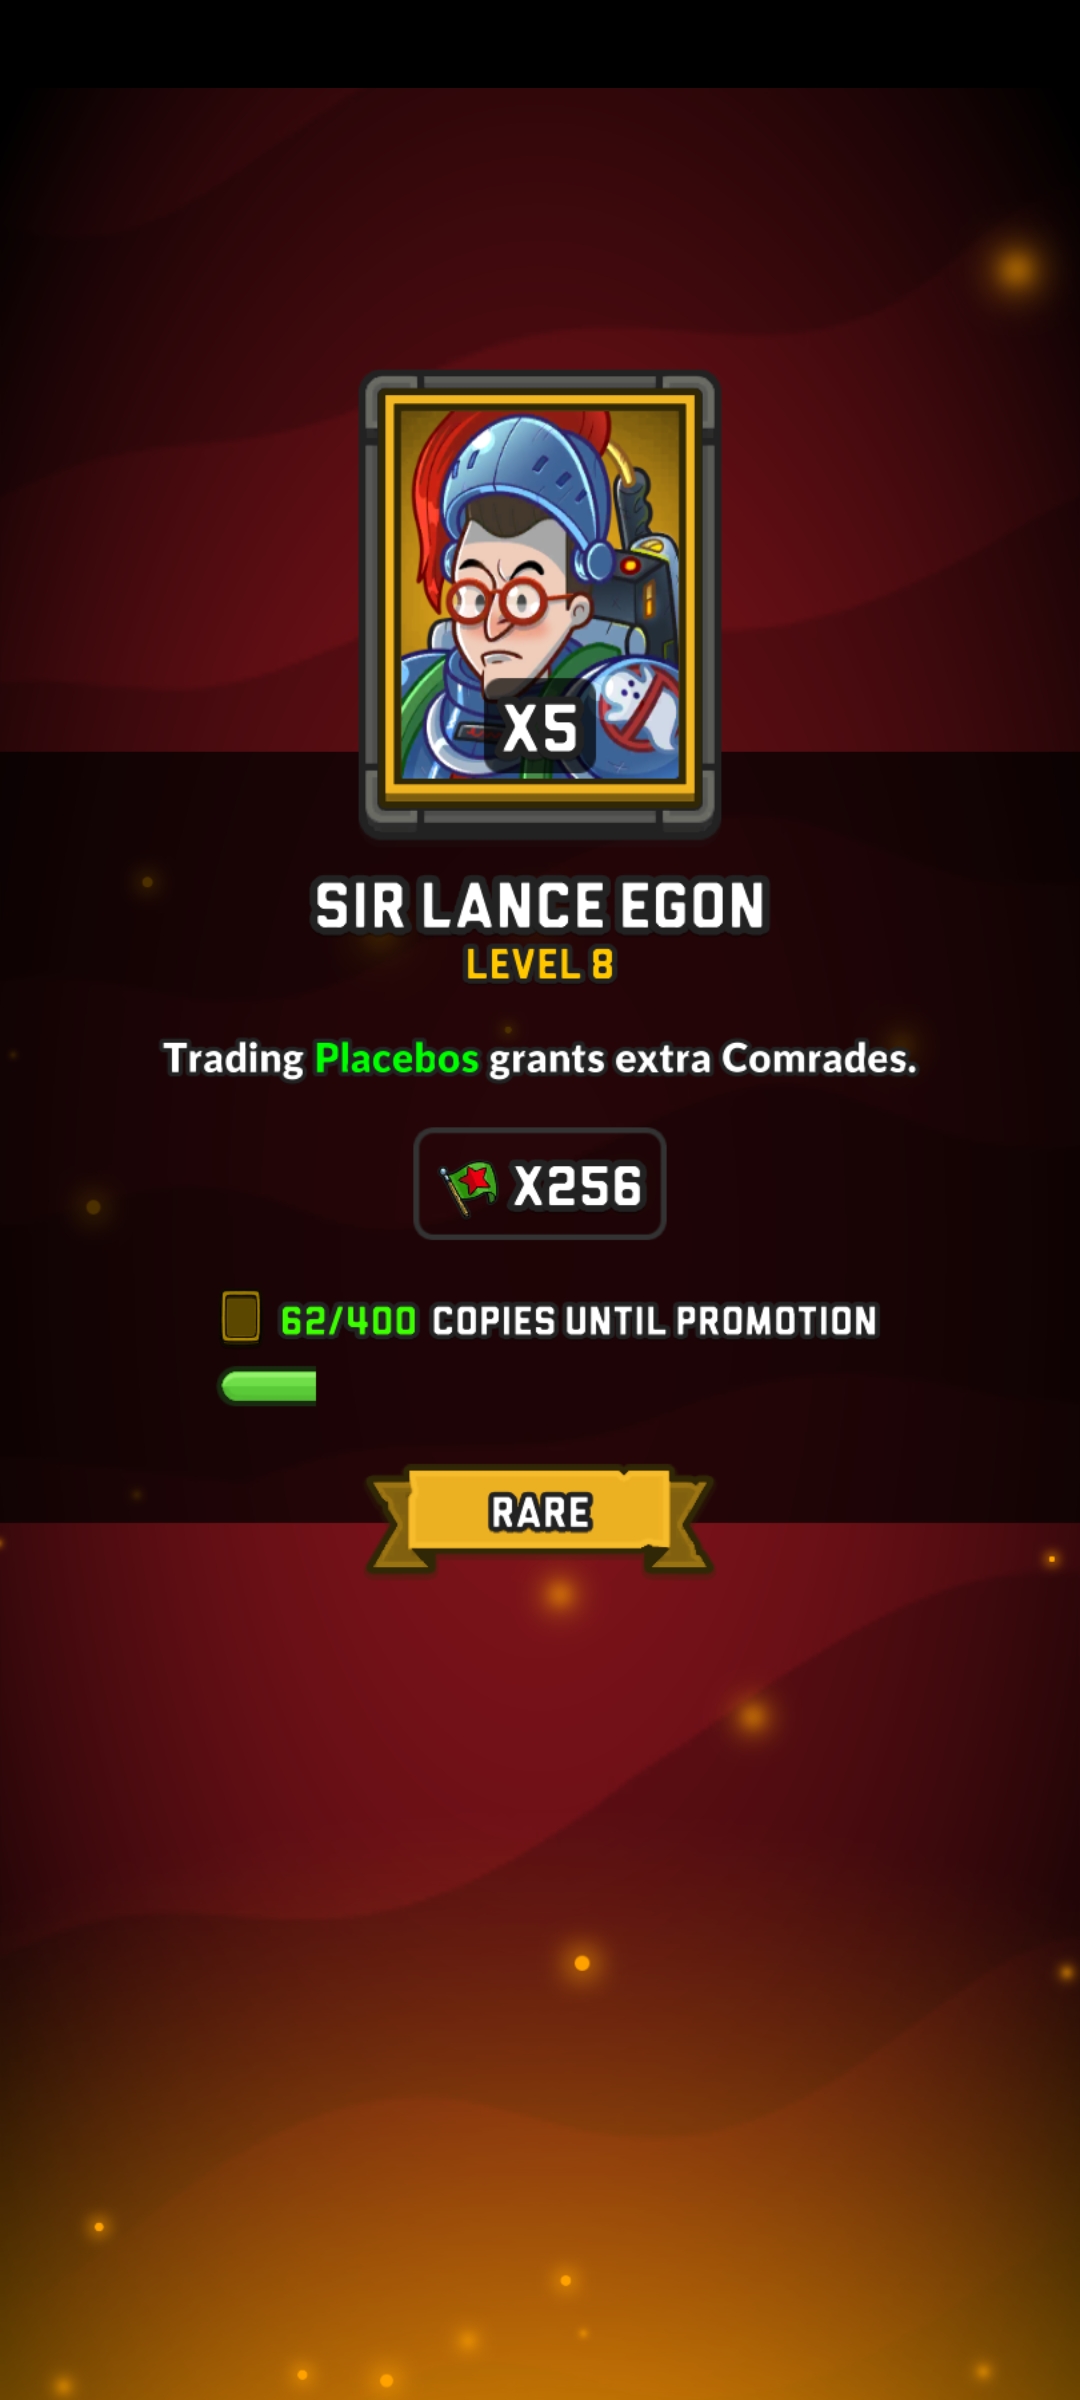 X5
SIR LANCE EGON
LEVEL 8
Trading Placebos grants extra Comrades.
X256
62/400 COPIES UNTIL PROMOTION
RARE